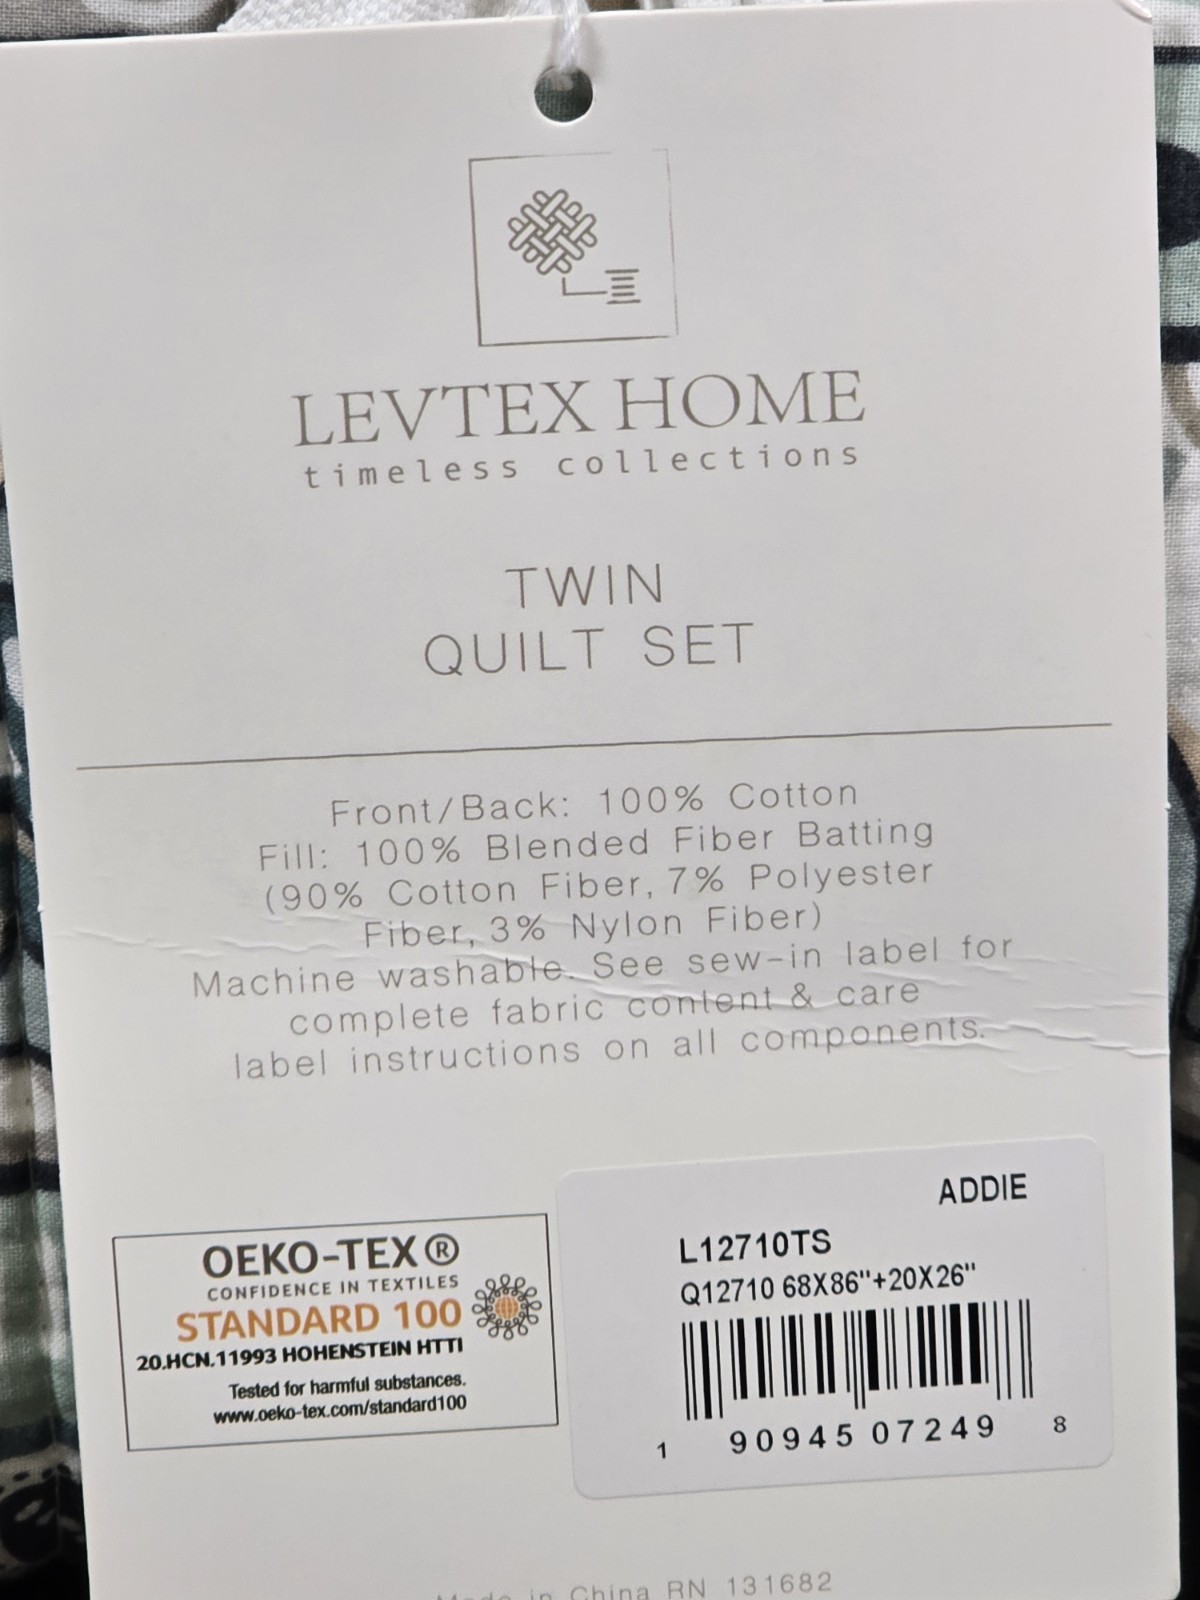 LEVTEX HOME
timeless collections
TWIN
QUILT SET
Front/Back: 100% Cotton
Fill: 100% Blended Fiber Batting
(90% Cotton Fiber, 7% Polyester
Fiber, 3% Nylon Fiber)
Machine washable. See sew-in label for
complete fabric content & care
label instructions on all components.
OEKO-TEX®
CONFIDENCE IN TEXTILES
STANDARD 100
20.HCN.11993 HOHENSTEIN HTTI
Tested for harmful substances.
www.oeko-tex.com/standard100
ADDIE
L12710TS
Q12710 68X86"+20X26"
1 90945 07249 8
Made in China RN 131682